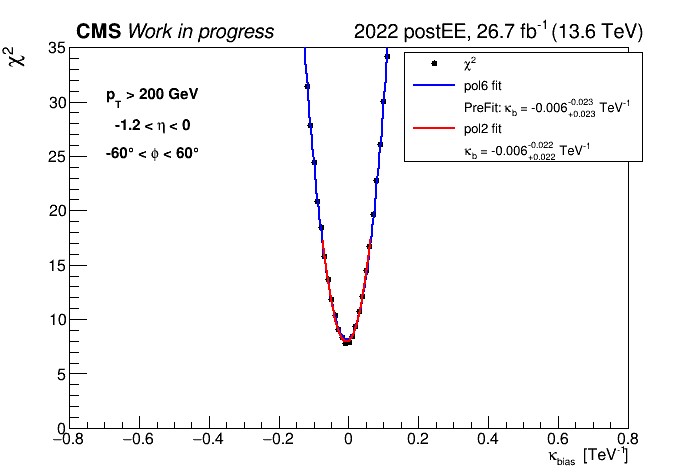 CMS Work in progress 2022 postEE, 26.7 fb⁻¹ (13.6 TeV)
χ²
35
30
25
20
15
10
5
0
p_T > 200 GeV
-1.2 < η < 0
-60° < φ < 60°
χ²
pol6 fit
PreFit: κ_b = -0.006 -0.023 +0.023 TeV⁻¹
pol2 fit
κ_b = -0.006 -0.022 +0.022 TeV⁻¹
−0.8 −0.6 −0.4 −0.2 0 0.2 0.4 0.6 0.8
κ_bias [TeV⁻¹]